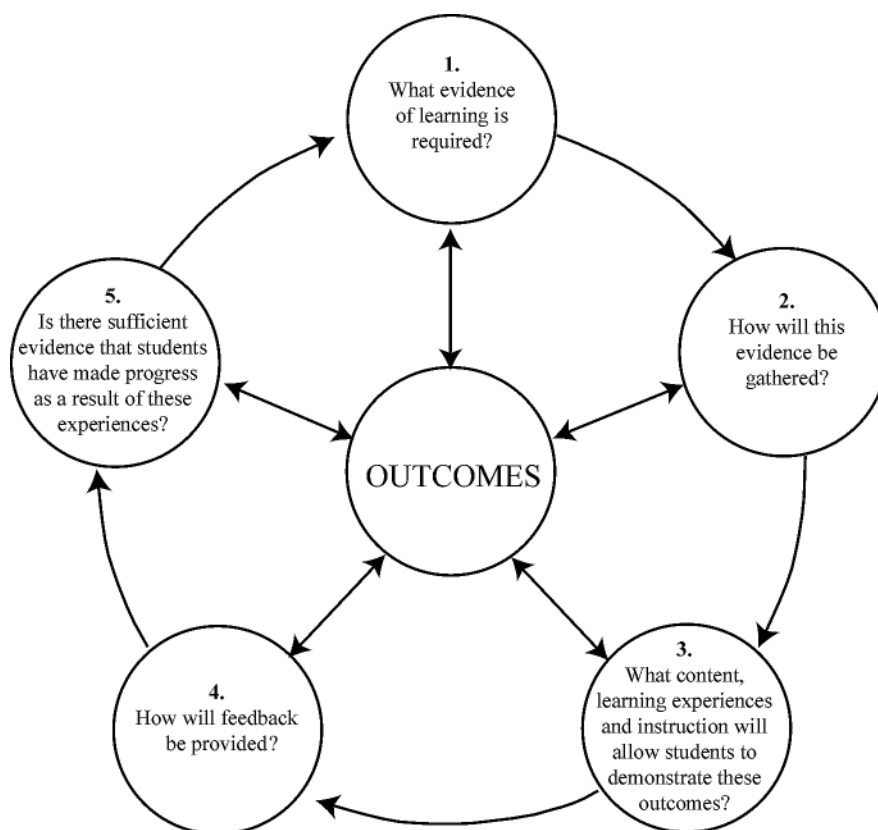 1.
What evidence
of learning is
required?
2.
How will this
evidence be
gathered?
3.
What content,
learning experiences
and instruction will
allow students to
demonstrate these
outcomes?
4.
How will feedback
be provided?
5.
Is there sufficient
evidence that students
have made progress
as a result of these
experiences?
OUTCOMES